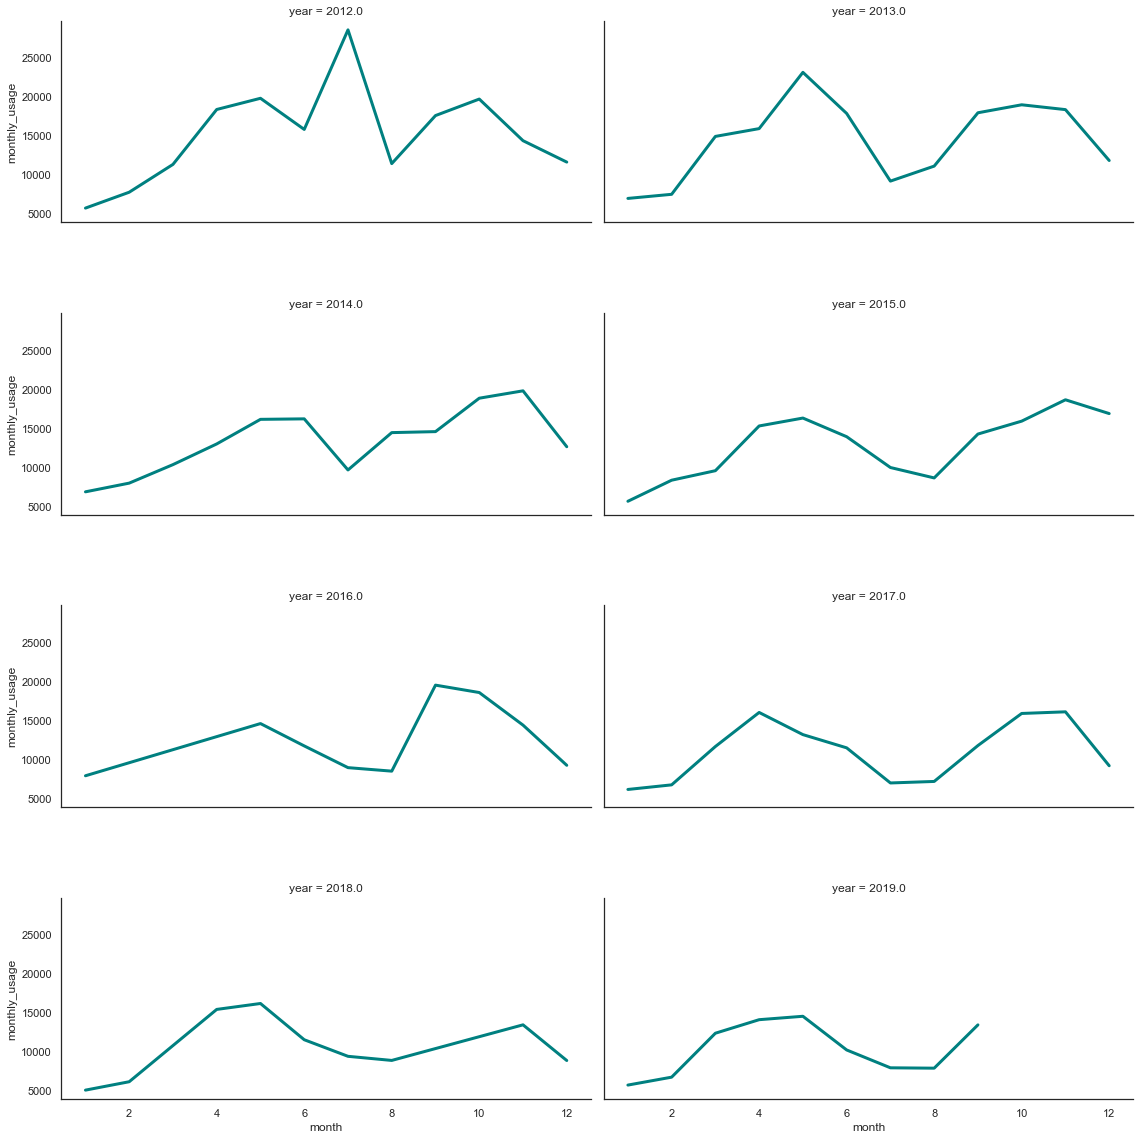 year = 2012.0
year = 2013.0
monthly_usage
25000
20000
15000
10000
5000
year = 2014.0
year = 2015.0
monthly_usage
25000
20000
15000
10000
5000
year = 2016.0
year = 2017.0
monthly_usage
25000
20000
15000
10000
5000
year = 2018.0
year = 2019.0
monthly_usage
25000
20000
15000
10000
5000
2 4 6 8 10 12
month
2 4 6 8 10 12
month